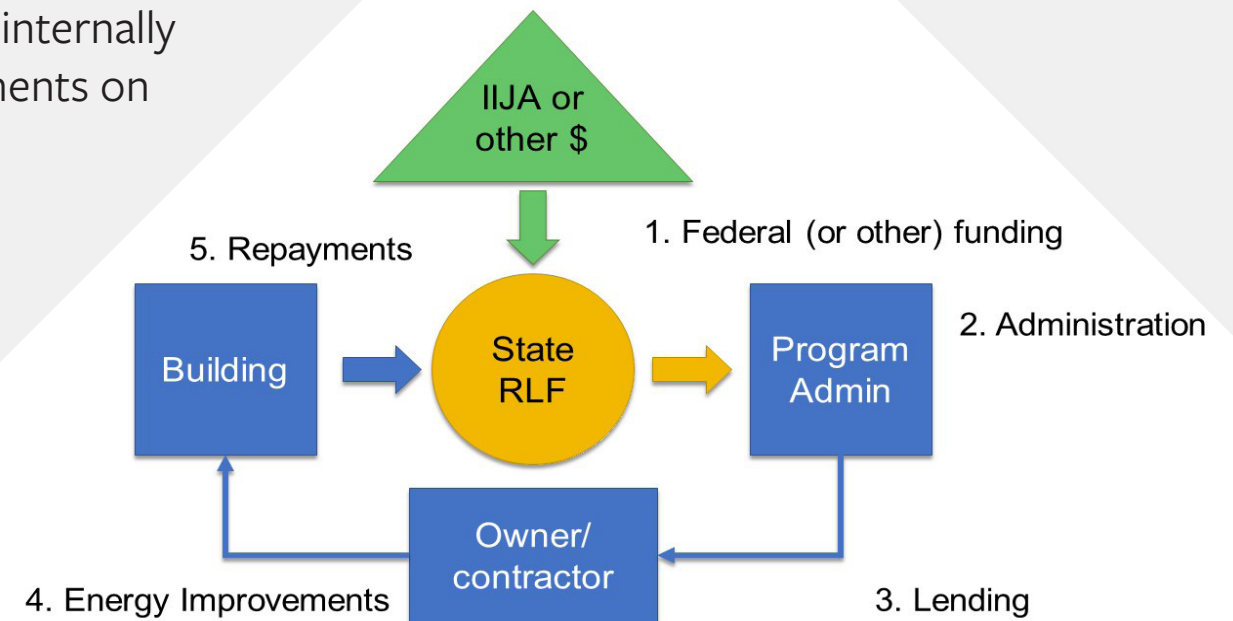 internally
ments on
IIJA or
other $
1. Federal (or other) funding
5. Repayments
2. Administration
Building
State
RLF
Program
Admin
Owner/
contractor
4. Energy Improvements
3. Lending